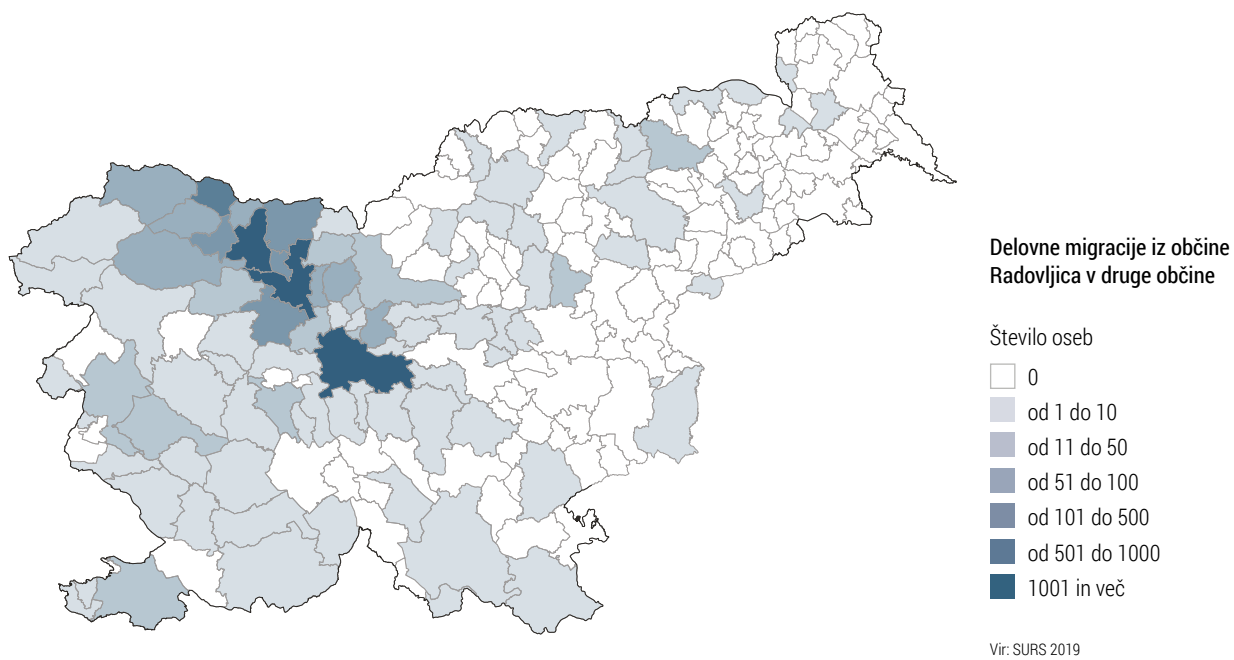 Delovne migracije iz občine
Radovljica v druge občine
Število oseb
0
od 1 do 10
od 11 do 50
od 51 do 100
od 101 do 500
od 501 do 1000
1001 in več
Vir: SURS 2019